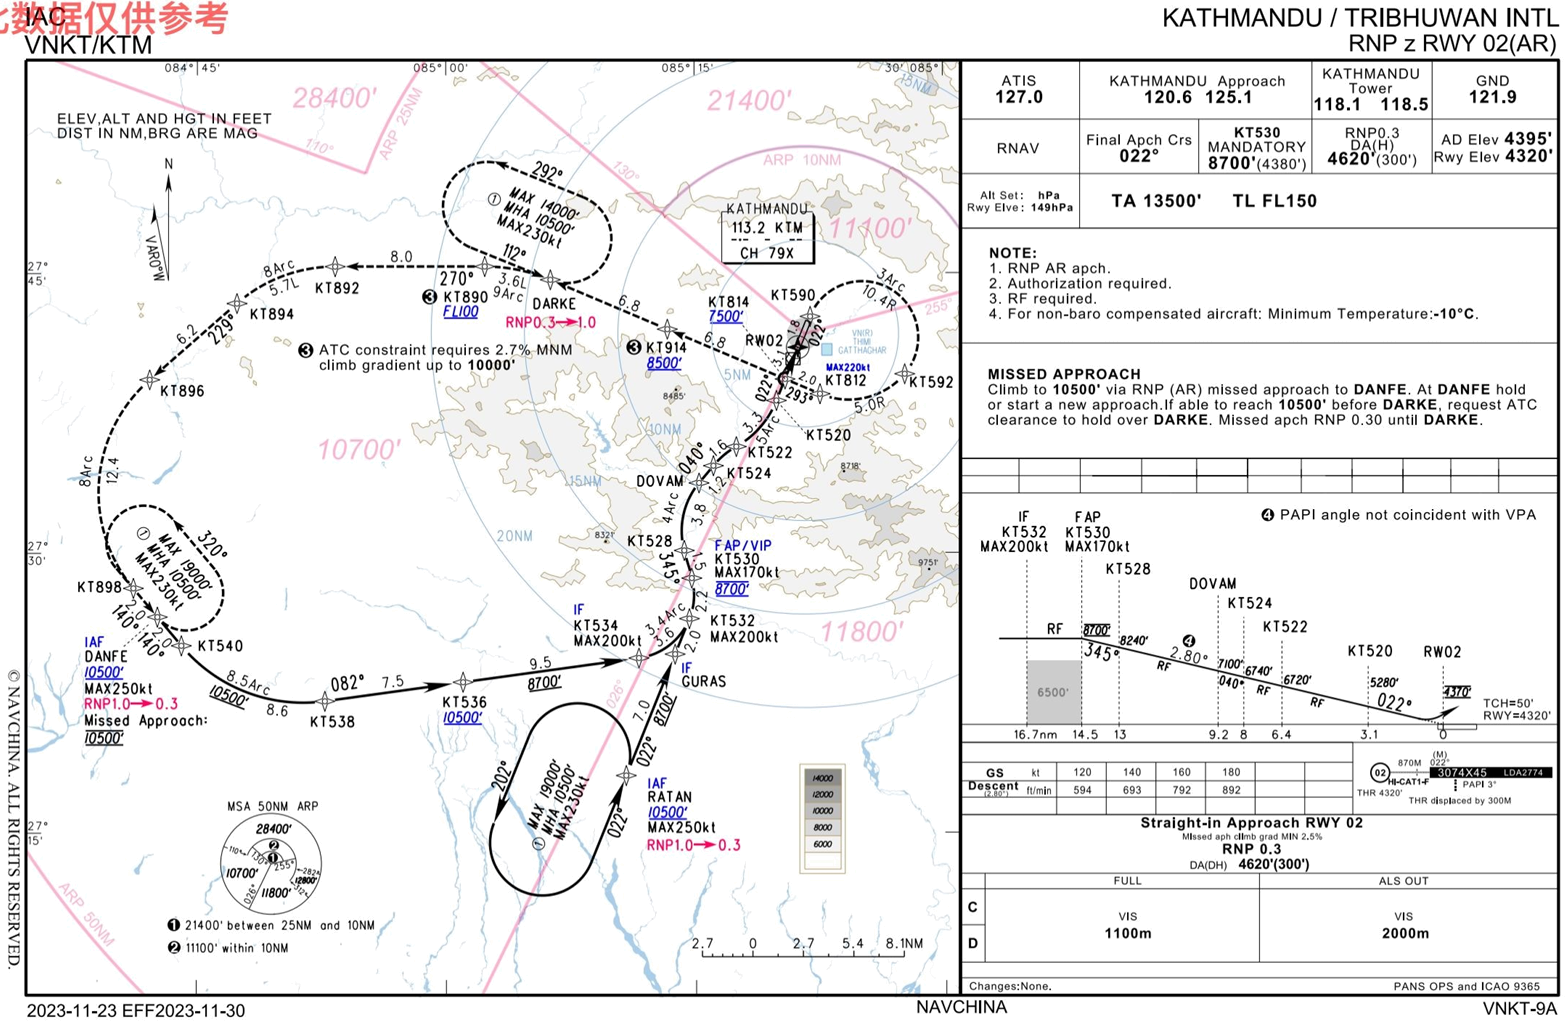 比数据仅供参考
IAC
VNKT/KTM
KATHMANDU / TRIBHUWAN INTL
RNP z RWY 02(AR)
084°45'
085°00'
085°15'
30' 085°
ELEV,ALT AND HGT IN FEET
DIST IN NM,BRG ARE MAG
N
VAR0°W
28400'
110°
ARP 25NM
21400'
130°
ARP 10NM
15NM
11100'
255°
KATHMANDU
113.2 KTM
CH 79X
292°
① MAX 14000'
MHA 10500'
MAX230kt
112°
27°
45'
8Arc
5.7L
KT892
8.0
270°
❸ KT890
FL100
3.6L
9Arc
DARKE
RNP0.3→1.0
6.8
KT894
6.2
229°
❸ ATC constraint requires 2.7% MNM
climb gradient up to 10000'
❸ KT914
8500'
6.8
KT814
7500'
KT590
3Arc
10.4R
1.8
022°
RW02
VN(R)
THMI
GATTHAGHAR
MAX220kt
KT812
KT592
5.0R
3.1
2.0
293°
022°
5NM
KT896
8485'
10NM
3.3
5Arc
KT520
KT522
10700'
8Arc
12.4
1.6
040°
KT524
DOVAM
1.2
8718'
15NM
4Arc
3.8
20NM
8321'
KT528
1.5
345°
FAP/VIP
KT530
MAX170kt
8700'
9751'
27°
30'
320°
① MAX 19000'
MHA 10500'
MAX230kt
KT898
2.0
140°
2.0
140°
KT540
IAF
DANFE
10500'
MAX250kt
RNP1.0→0.3
Missed Approach:
10500'
8.5Arc
10500'
8.6
082°
KT538
7.5
KT536
10500'
9.5
8700'
IF
KT534
MAX200kt
3.4Arc
3.6
2.2
KT532
MAX200kt
2.0
IF
GURAS
11800'
026°
7.0
8700'
022°
202°
① MAX 19000'
MHA 10500'
MAX230kt
022°
IAF
RATAN
10500'
MAX250kt
RNP1.0→0.3
27°
15'
14000
12000
10000
8000
6000
MSA 50NM ARP
28400'
❷
❶
110°
130°
255°
282°
12800'
312°
10700'
11800'
026°
❶ 21400' between 25NM and 10NM
❷ 11100' within 10NM
ARP 50NM
2.7 0 2.7 5.4 8.1NM
© NAVCHINA. ALL RIGHTS RESERVED.
ATIS
127.0
KATHMANDU Approach
120.6 125.1
KATHMANDU
Tower
118.1 118.5
GND
121.9
RNAV
Final Apch Crs
022°
KT530
MANDATORY
8700'(4380')
RNP0.3
DA(H)
4620'(300')
AD Elev 4395'
Rwy Elev 4320'
Alt Set: hPa
Rwy Elve: 149hPa
TA 13500' TL FL150
NOTE:
1. RNP AR apch.
2. Authorization required.
3. RF required.
4. For non-baro compensated aircraft: Minimum Temperature:-10°C.
MISSED APPROACH
Climb to 10500' via RNP (AR) missed approach to DANFE. At DANFE hold
or start a new approach.If able to reach 10500' before DARKE, request ATC
clearance to hold over DARKE. Missed apch RNP 0.30 until DARKE.
❹ PAPI angle not coincident with VPA
IF
KT532
MAX200kt
FAP
KT530
MAX170kt
KT528
DOVAM
KT524
KT522
KT520
RW02
RF
8700'
345°
8240'
❹
2.80°
RF
7100'
040°
6740'
RF
6720'
RF
5280'
022°
4370'
TCH=50'
RWY=4320'
6500'
16.7nm 14.5 13 9.2 8 6.4 3.1 0
GS kt 120 140 160 180
Descent (2.80°) ft/min 594 693 792 892
(M)
022°
870M
02
HI-CAT1-F
3074X45 LDA2774
PAPI 3°
THR 4320'
THR displaced by 300M
Straight-in Approach RWY 02
Missed aph climb grad MIN 2.5%
RNP 0.3
DA(DH) 4620'(300')
FULL
ALS OUT
C
D
VIS
1100m
VIS
2000m
Changes:None.
PANS OPS and ICAO 9365
2023-11-23 EFF2023-11-30
NAVCHINA
VNKT-9A